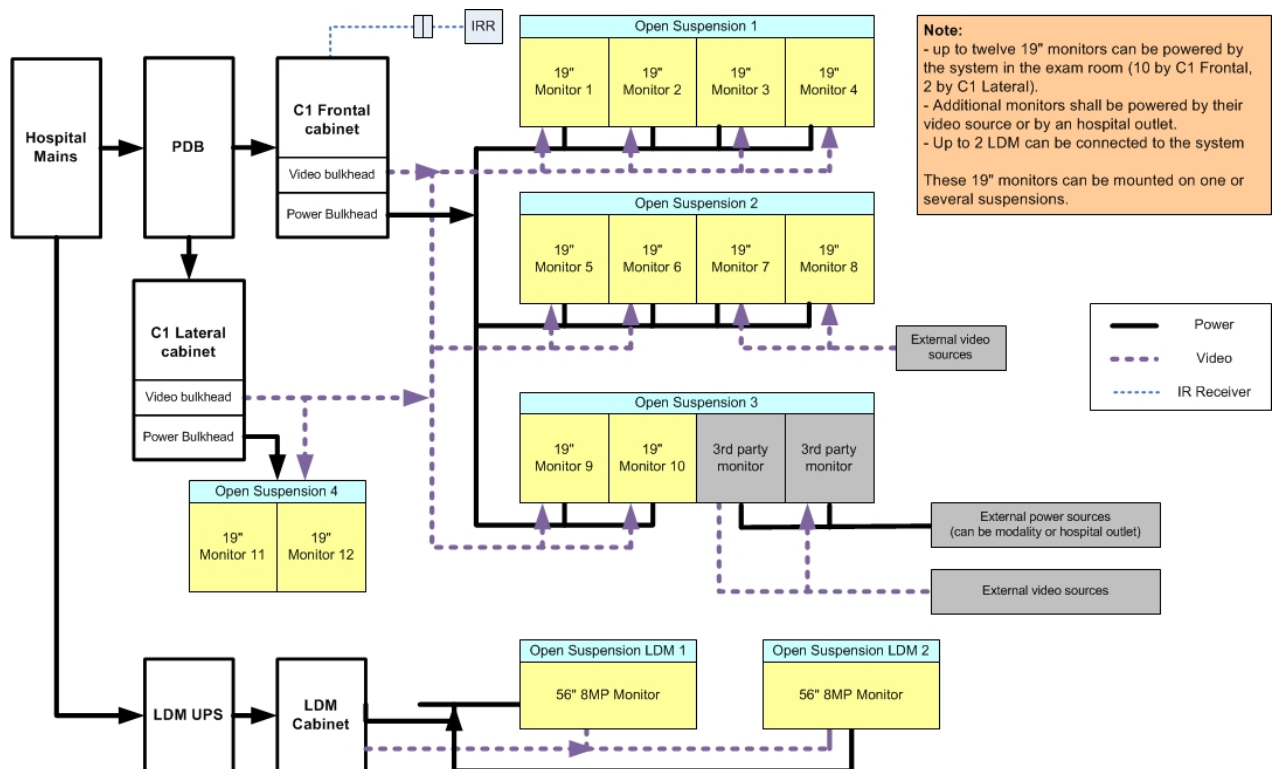 IRR
Open Suspension 1
19"
Monitor 1
19"
Monitor 2
19"
Monitor 3
19"
Monitor 4
Note:
- up to twelve 19" monitors can be powered by
the system in the exam room (10 by C1 Frontal,
2 by C1 Lateral).
- Additional monitors shall be powered by their
video source or by an hospital outlet.
- Up to 2 LDM can be connected to the system
These 19" monitors can be mounted on one or
several suspensions.
Hospital
Mains
PDB
C1 Frontal
cabinet
Video bulkhead
Power Bulkhead
Open Suspension 2
19"
Monitor 5
19"
Monitor 6
19"
Monitor 7
19"
Monitor 8
External video
sources
Power
Video
IR Receiver
C1 Lateral
cabinet
Video bulkhead
Power Bulkhead
Open Suspension 3
19"
Monitor 9
19"
Monitor 10
3rd party
monitor
3rd party
monitor
Open Suspension 4
19"
Monitor 11
19"
Monitor 12
External power sources
(can be modality or hospital outlet)
External video sources
LDM UPS
LDM
Cabinet
Open Suspension LDM 1
56" 8MP Monitor
Open Suspension LDM 2
56" 8MP Monitor